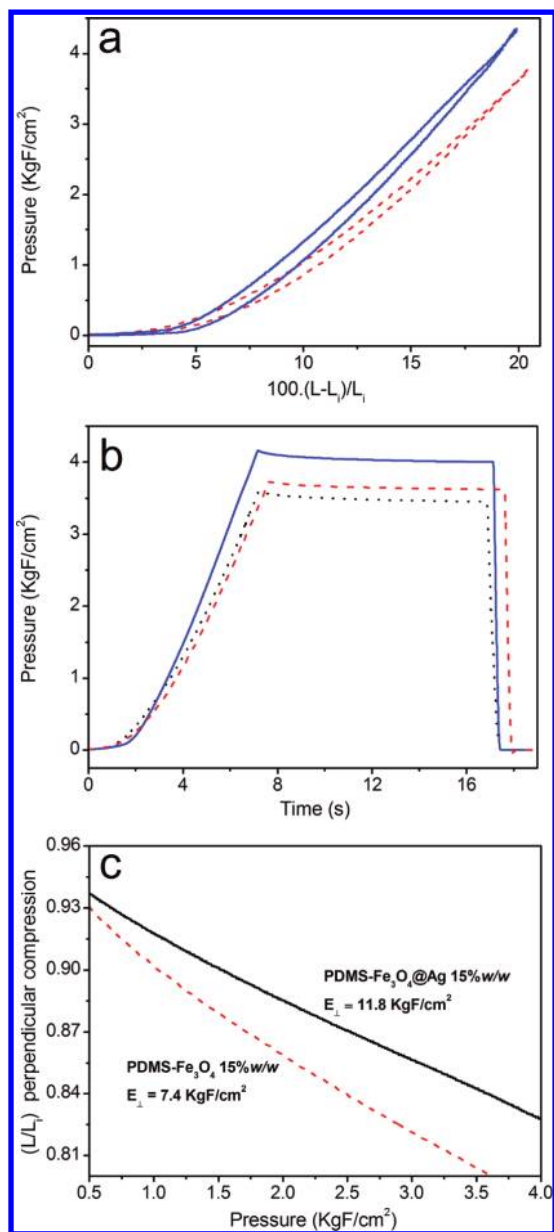 a
Pressure (KgF/cm²)
4
3
2
1
0
0 5 10 15 20
100.(L-Lᵢ)/Lᵢ
b
Pressure (KgF/cm²)
5
4
3
2
1
0
0 4 8 12 16
Time (s)
c
(L/Lᵢ) perpendicular compression
0.96
0.93
0.90
0.87
0.84
0.81
PDMS-Fe₃O₄@Ag 15%w/w
E⊥ = 11.8 KgF/cm²
PDMS-Fe₃O₄ 15%w/w
E⊥ = 7.4 KgF/cm²
0.5 1.0 1.5 2.0 2.5 3.0 3.5 4.0
Pressure (KgF/cm²)